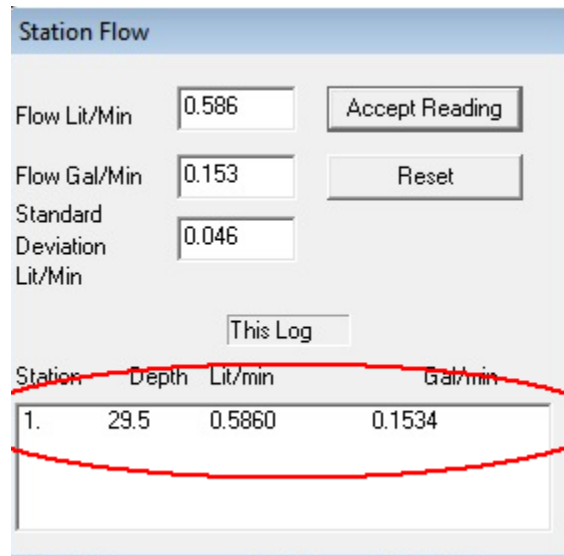 Station Flow
Flow Lit/Min 0.586 Accept Reading
Flow Gal/Min 0.153 Reset
Standard
Deviation 0.046
Lit/Min
This Log
Station Depth Lit/min Gal/min
1. 29.5 0.5860 0.1534